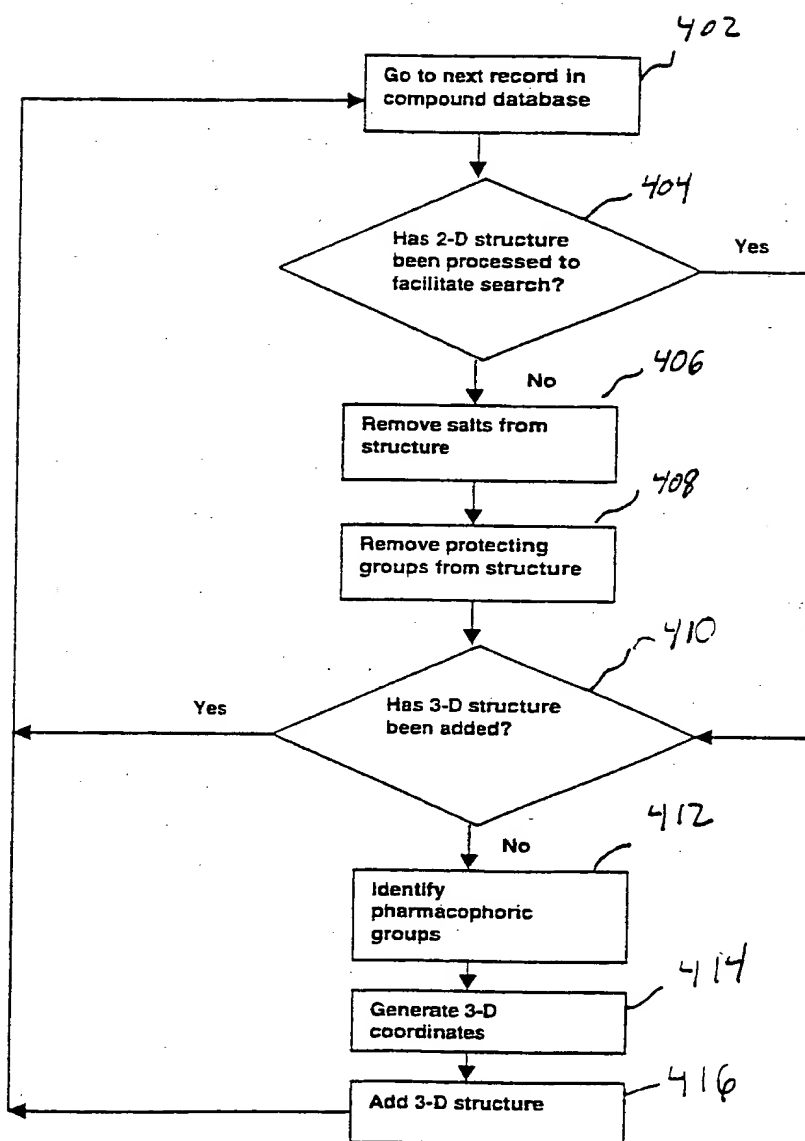 402
Go to next record in
compound database
404
Has 2-D structure
been processed to
facilitate search?
Yes
No
406
Remove salts from
structure
408
Remove protecting
groups from structure
410
Has 3-D structure
been added?
Yes
No
412
Identify
pharmacophoric
groups
414
Generate 3-D
coordinates
416
Add 3-D structure